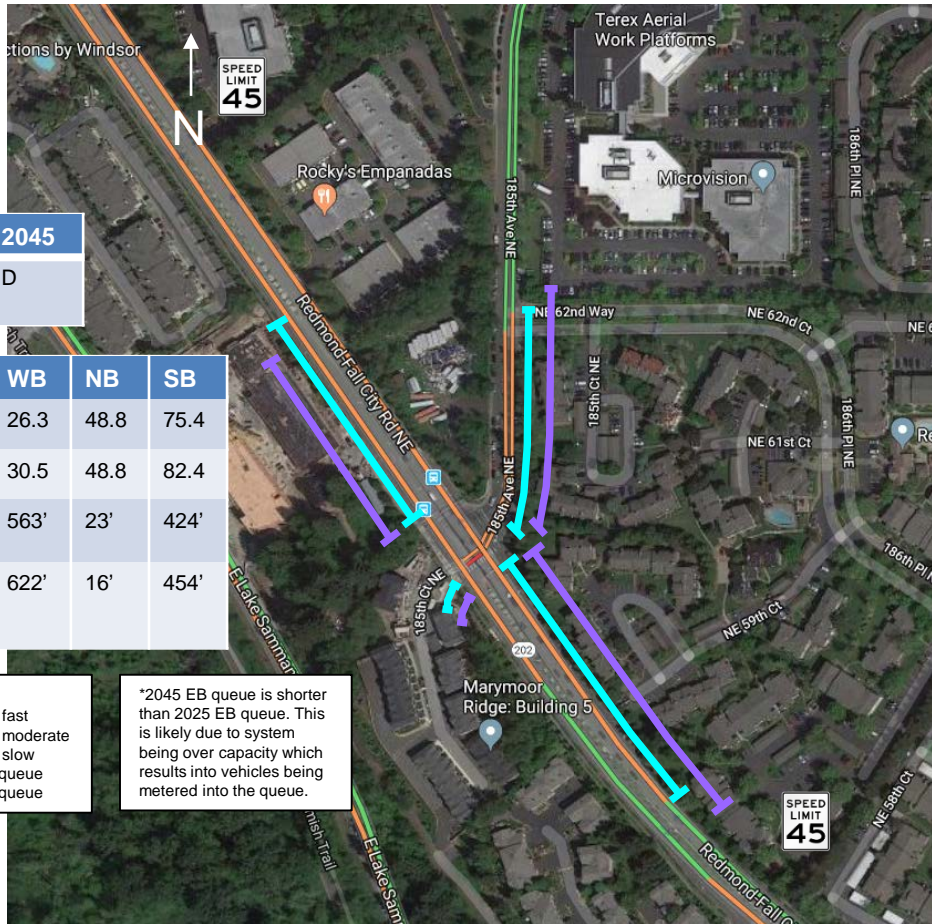 ctions by Windsor
SPEED
LIMIT
45
N
Terex Aerial
Work Platforms
186th Pl NE
Rocky's Empanadas
Microvision
185th Ave NE
2045
D
Redmond-Fall City Rd NE
NE 62nd Way
NE 62nd Ct
185th Ct NE
186th Pl NE
NE 61st Ct
Re
WB NB SB
26.3 48.8 75.4
30.5 48.8 82.4
563' 23' 424'
622' 16' 454'
185th Ave NE
186th Pl N
185th Ct NE
NE 59th Ct
E Lake Samman
202
Marymoor
Ridge: Building 5
fast
moderate
slow
queue
queue
*2045 EB queue is shorter
than 2025 EB queue. This
is likely due to system
being over capacity which
results into vehicles being
metered into the queue.
SPEED
LIMIT
45
NE 58th Ct
mish Trail
E Lake Sam
Redmond-Fall C